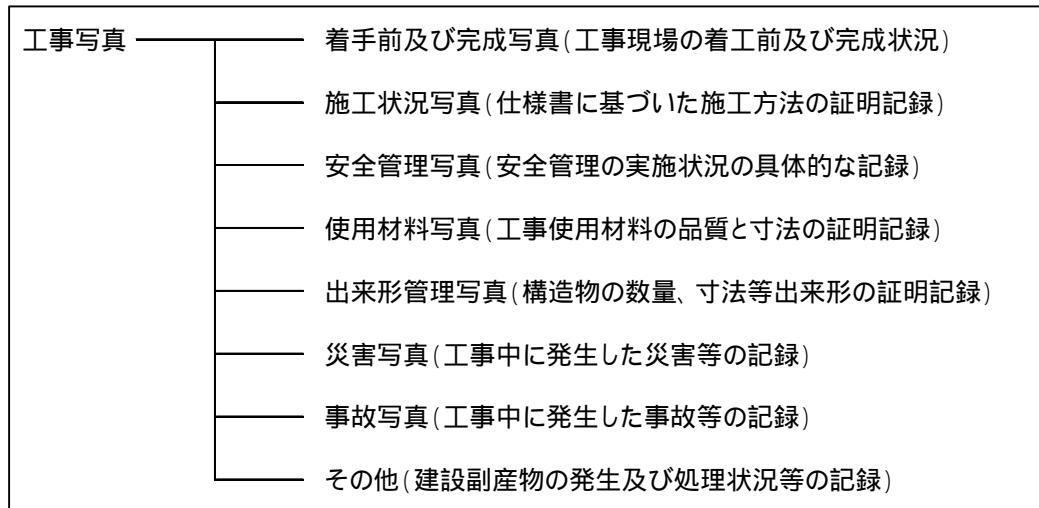 工事写真
着手前及び完成写真(工事現場の着工前及び完成状況)
施工状況写真(仕様書に基づいた施工方法の証明記録)
安全管理写真(安全管理の実施状況の具体的な記録)
使用材料写真(工事使用材料の品質と寸法の証明記録)
出来形管理写真(構造物の数量、寸法等出来形の証明記録)
災害写真(工事中に発生した災害等の記録)
事故写真(工事中に発生した事故等の記録)
その他(建設副産物の発生及び処理状況等の記録)